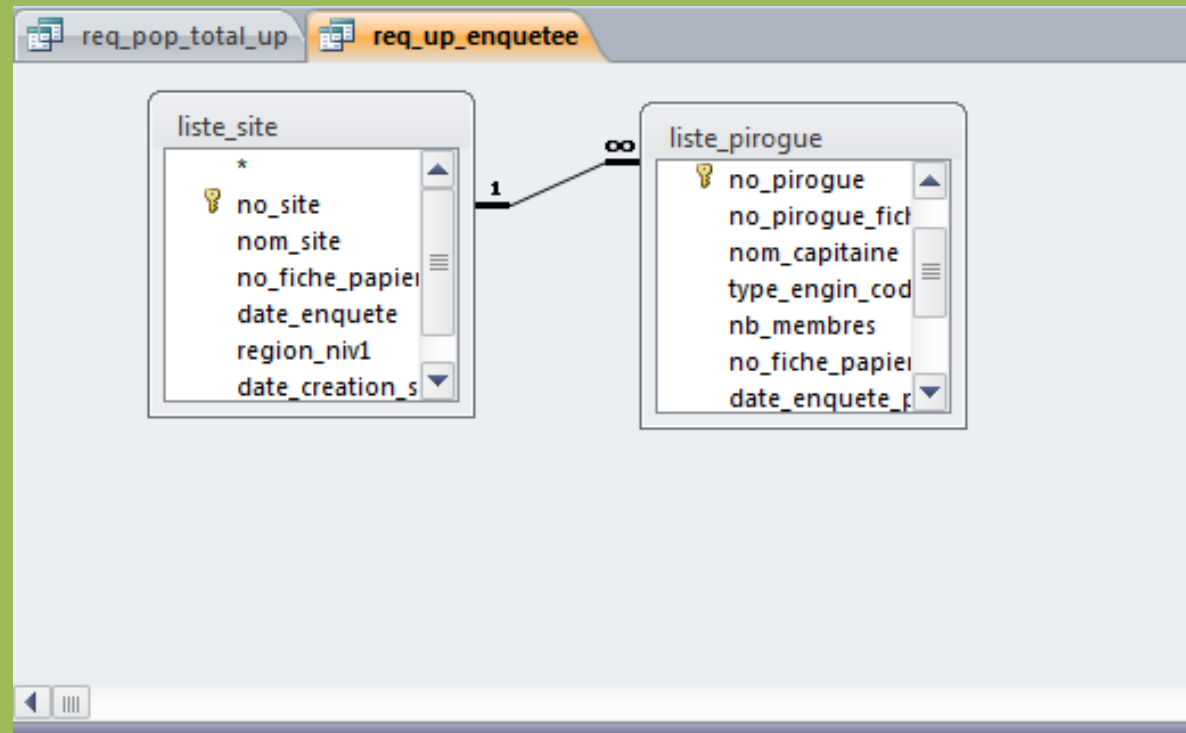 req_pop_total_up
req_up_enquetee
liste_site
*
no_site
nom_site
no_fiche_papier
date_enquete
region_niv1
date_creation_s
1
∞
liste_pirogue
no_pirogue
no_pirogue_fich
nom_capitaine
type_engin_cod
nb_membres
no_fiche_papier
date_enquete_p